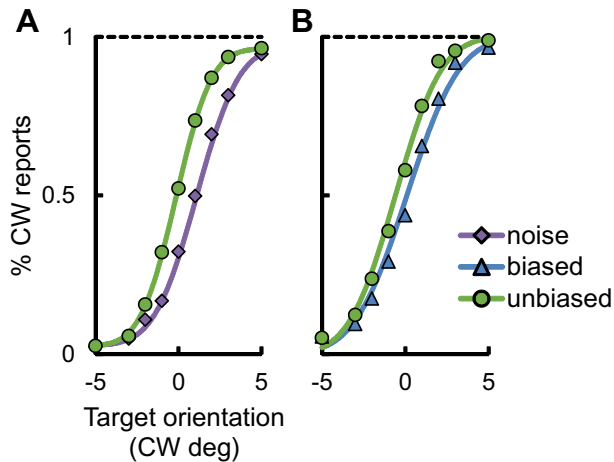 A
B
1
0.5
0
% CW reports
-5
0
5
-5
0
5
Target orientation
(CW deg)
noise
biased
unbiased